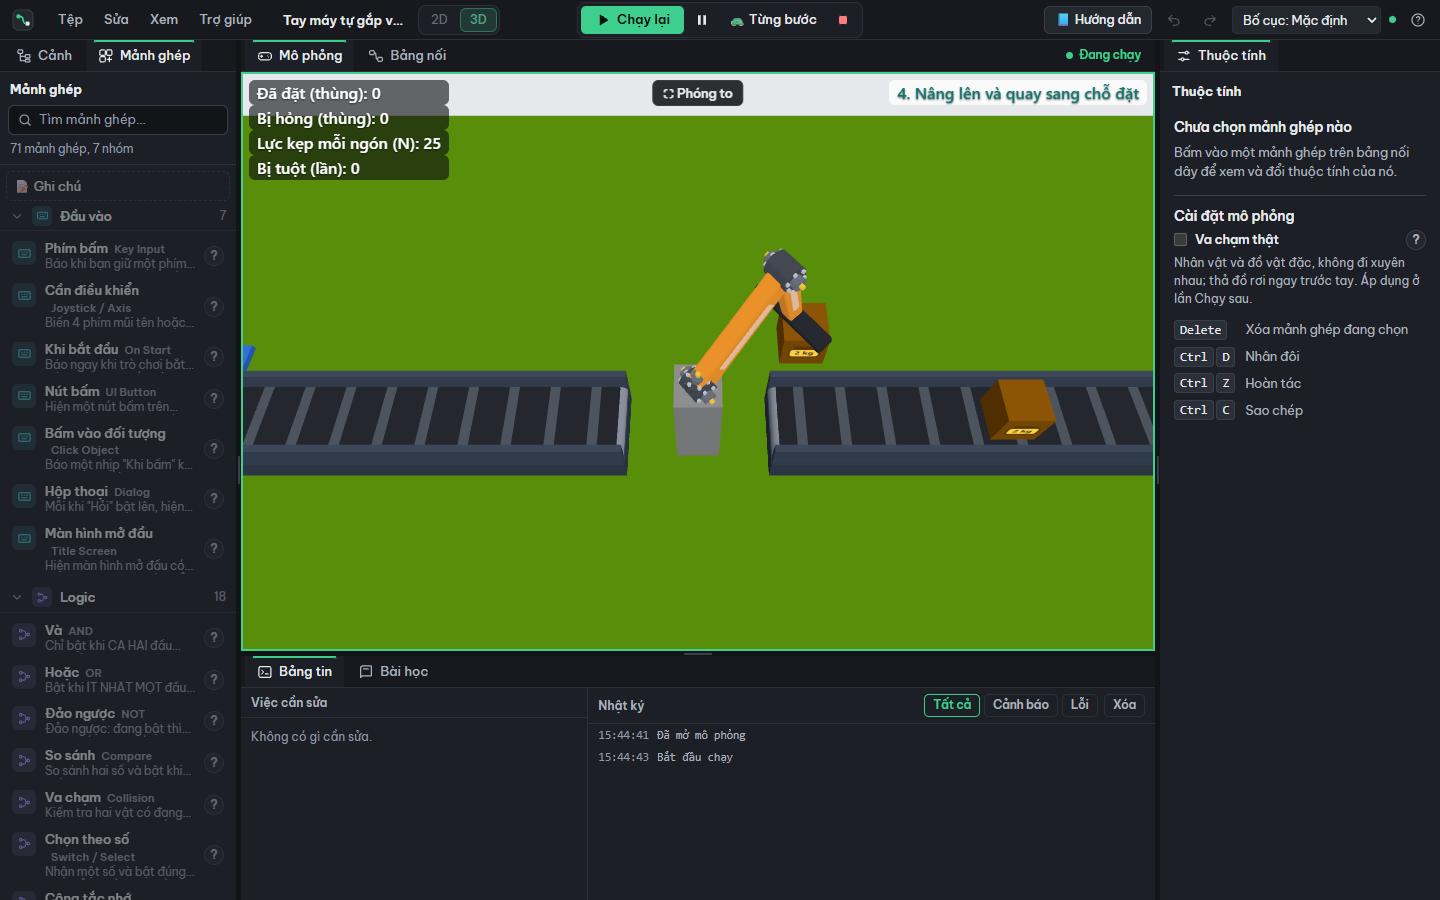 Tệp Sửa Xem Trợ giúp Tay máy tự gắp v... 2D 3D Chạy lại Từng bước Hướng dẫn Bố cục: Mặc định
Cảnh Mảnh ghép
Mảnh ghép
Tìm mảnh ghép...
71 mảnh ghép, 7 nhóm
Ghi chú
Đầu vào 7
Phím bấm Key Input
Báo khi bạn giữ một phím...
Cần điều khiển
Joystick / Axis
Biến 4 phím mũi tên hoặc...
Khi bắt đầu On Start
Báo ngay khi trò chơi bắt...
Nút bấm UI Button
Hiện một nút bấm trên...
Bấm vào đối tượng
Click Object
Báo một nhịp "Khi bấm" k...
Hộp thoại Dialog
Mỗi khi "Hỏi" bật lên, hiện...
Màn hình mở đầu
Title Screen
Hiện màn hình mở đầu có...
Logic 18
Và AND
Chỉ bật khi CẢ HAI đầu...
Hoặc OR
Bật khi ÍT NHẤT MỘT đầu...
Đảo ngược NOT
Đảo ngược: đang bật thì...
So sánh Compare
So sánh hai số và bật khi...
Va chạm Collision
Kiểm tra hai vật có đang...
Chọn theo số
Switch / Select
Nhận một số và bật đúng...
Công tắc nhớ
Mô phỏng Bảng nối Đang chạy
Đã đặt (thùng): 0
Bị hỏng (thùng): 0
Lực kẹp mỗi ngón (N): 25
Bị tuột (lần): 0
Phóng to
4. Nâng lên và quay sang chỗ đặt
2 kg
2 kg
Bảng tin Bài học
Việc cần sửa
Không có gì cần sửa.
Nhật ký Tất cả Cảnh báo Lỗi Xóa
15:44:41 Đã mở mô phỏng
15:44:43 Bắt đầu chạy
Thuộc tính
Thuộc tính
Chưa chọn mảnh ghép nào
Bấm vào một mảnh ghép trên bảng nối
dây để xem và đổi thuộc tính của nó.
Cài đặt mô phỏng
Va chạm thật ?
Nhân vật và đồ vật đặc, không đi xuyên
nhau; thả đồ rơi ngay trước tay. Áp dụng ở
lần Chạy sau.
Delete Xóa mảnh ghép đang chọn
Ctrl D Nhân đôi
Ctrl Z Hoàn tác
Ctrl C Sao chép